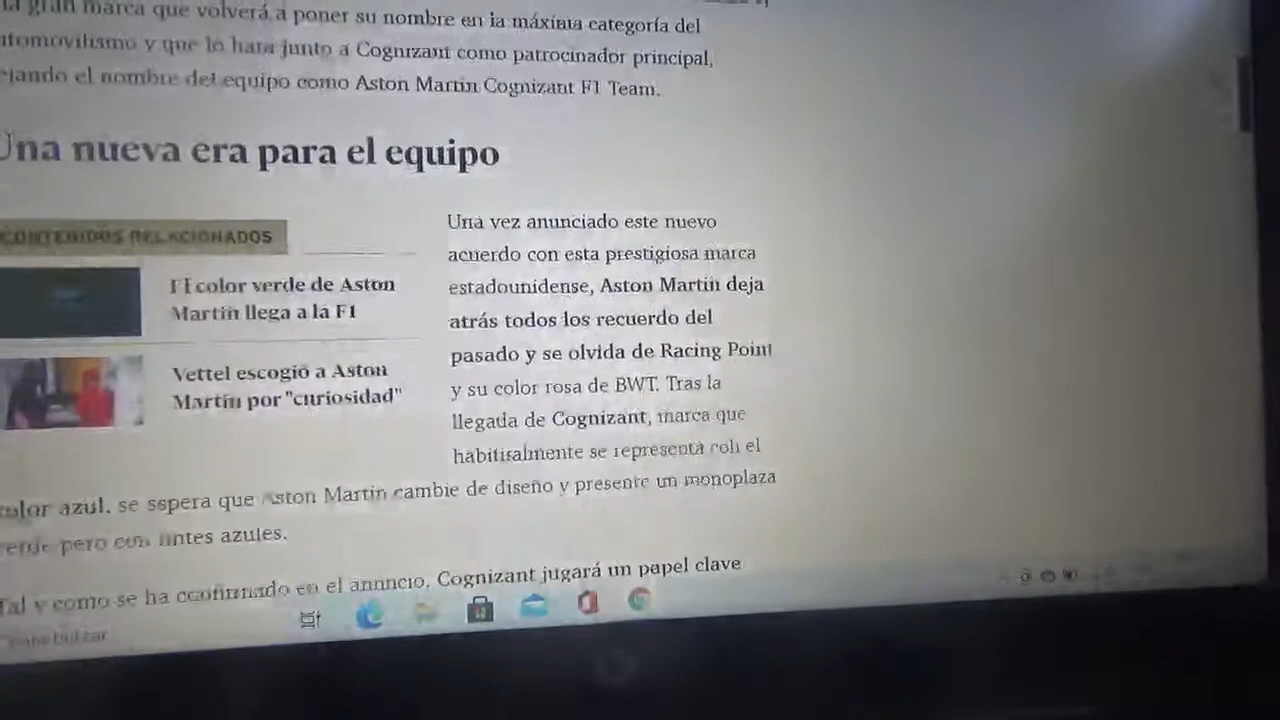 gran marca que volverá a poner su nombre en la máxima categoría del
automovilismo y que lo hará junto a Cognizant como patrocinador principal,
ejando el nombre del equipo como Aston Martin Cognizant F1 Team.
Una nueva era para el equipo
CONTENIDOS RELACIONADOS
El color verde de Aston
Martin llega a la F1
Vettel escogió a Aston
Martin por "curiosidad"
Una vez anunciado este nuevo
acuerdo con esta prestigiosa marca
estadounidense, Aston Martin deja
atrás todos los recuerdo del
pasado y se olvida de Racing Point
y su color rosa de BWT. Tras la
llegada de Cognizant, marca que
habitualmente se representa con el
color azul, se espera que Aston Martin cambie de diseño y presente un monoplaza
verde pero con tintes azules.
Tal y como se ha confirmado en el anuncio, Cognizant jugará un papel clave
para buscar